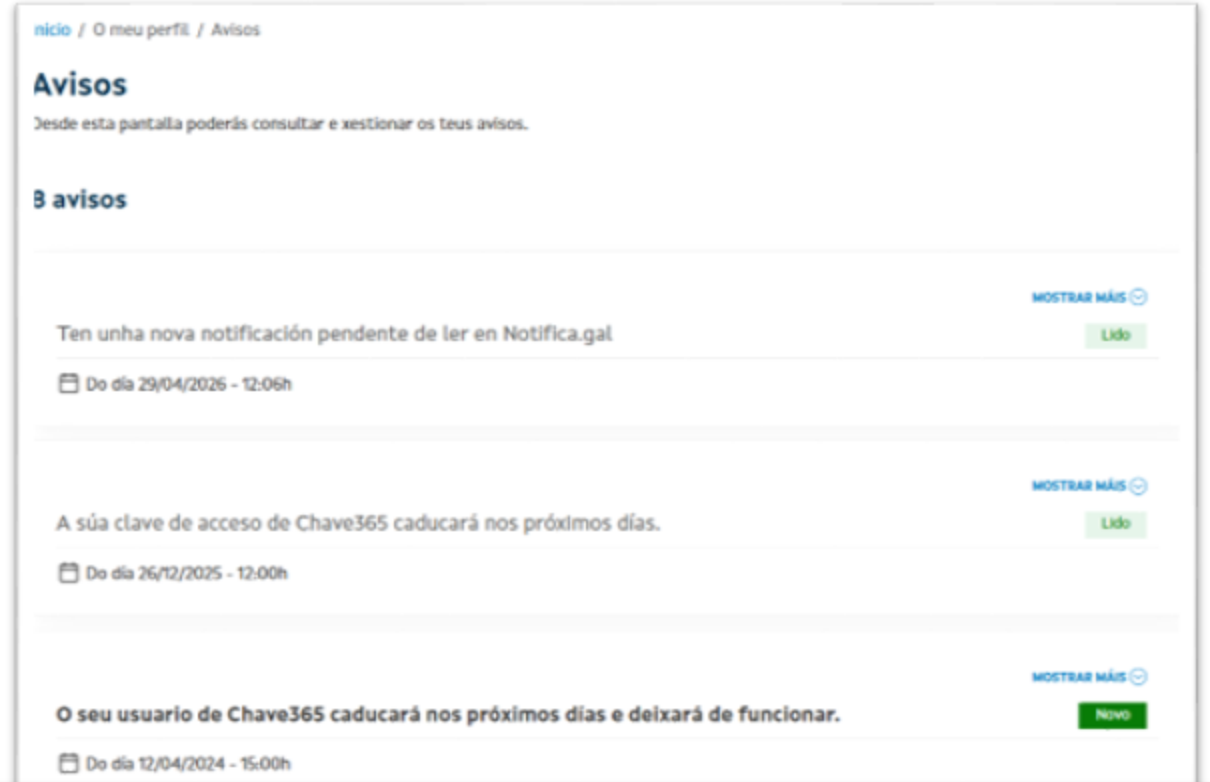 nicio / O meu perfil / Avisos
Avisos
Desde esta pantalla poderás consultar e xestionar os teus avisos.
8 avisos
MOSTRAR MÁIS
Ten unha nova notificación pendente de ler en Notifica.gal
Lido
Do día 29/04/2026 - 12:06h
MOSTRAR MÁIS
A súa clave de acceso de Chave365 caducará nos próximos días.
Lido
Do día 26/12/2025 - 12:00h
MOSTRAR MÁIS
O seu usuario de Chave365 caducará nos próximos días e deixará de funcionar.
Novo
Do día 12/04/2024 - 15:00h